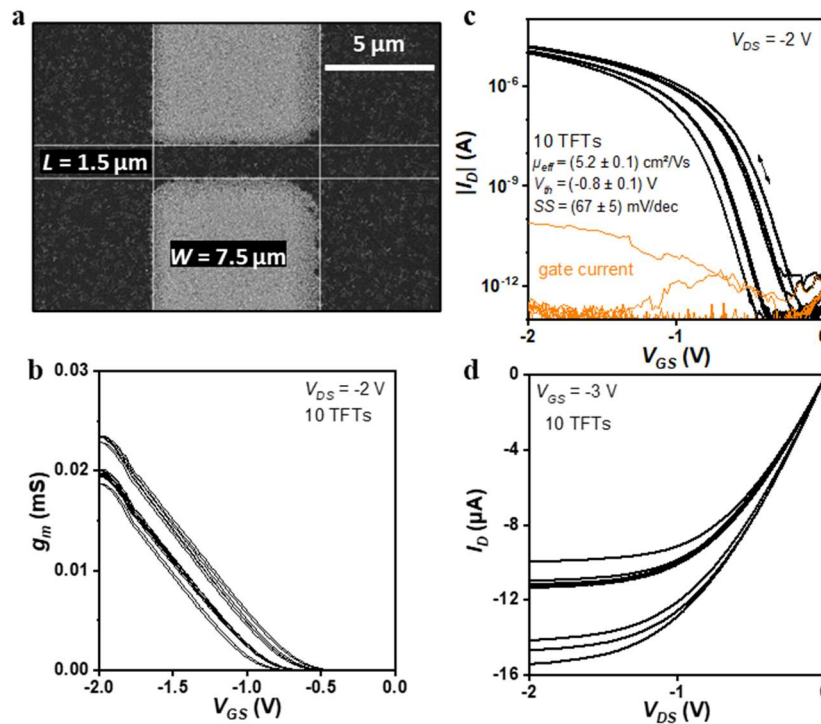 a
5 µm
L = 1.5 µm
W = 7.5 µm
c
V_DS = -2 V
10 TFTs
µ_eff = (5.2 ± 0.1) cm²/Vs
V_th = (-0.8 ± 0.1) V
SS = (67 ± 5) mV/dec
gate current
10⁻⁶
10⁻⁹
10⁻¹²
|I_D| (A)
-2
-1
0
V_GS (V)
b
V_DS = -2 V
10 TFTs
0.03
0.02
0.01
0.00
g_m (mS)
-2.0
-1.5
-1.0
-0.5
0.0
V_GS (V)
d
V_GS = -3 V
10 TFTs
0
-4
-8
-12
-16
I_D (µA)
-2
-1
0
V_DS (V)